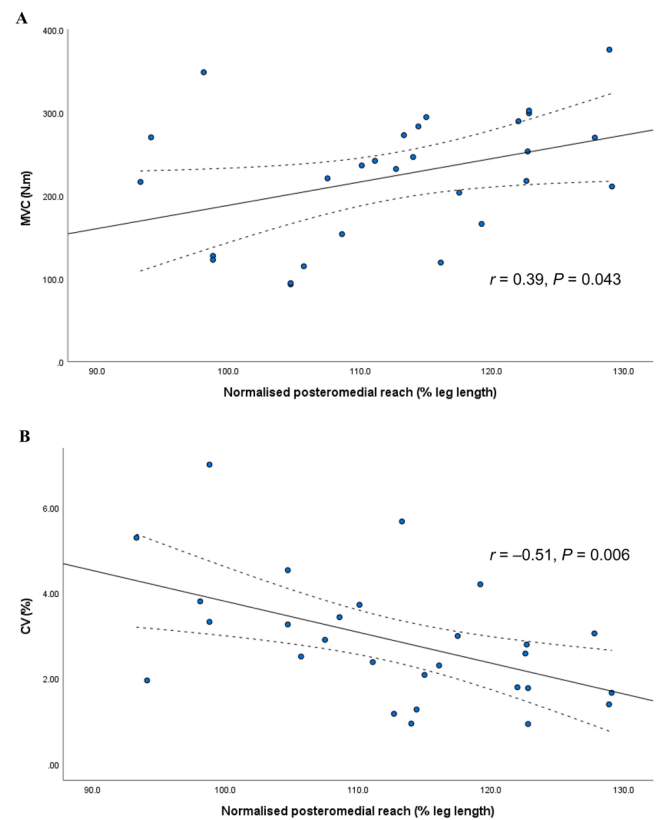 A
400.0
300.0
200.0
100.0
.0
MVC (N.m)
r = 0.39, P = 0.043
90.0 100.0 110.0 120.0 130.0
Normalised posteromedial reach (% leg length)
B
6.00
4.00
2.00
.00
CV (%)
r = –0.51, P = 0.006
90.0 100.0 110.0 120.0 130.0
Normalised posteromedial reach (% leg length)